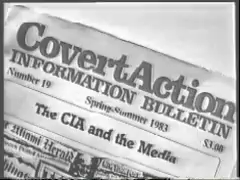 CovertAction
INFORMATION BULLETIN
Number 19
Spring-Summer 1983
$3.00
The CIA and the Media
Miami Herald